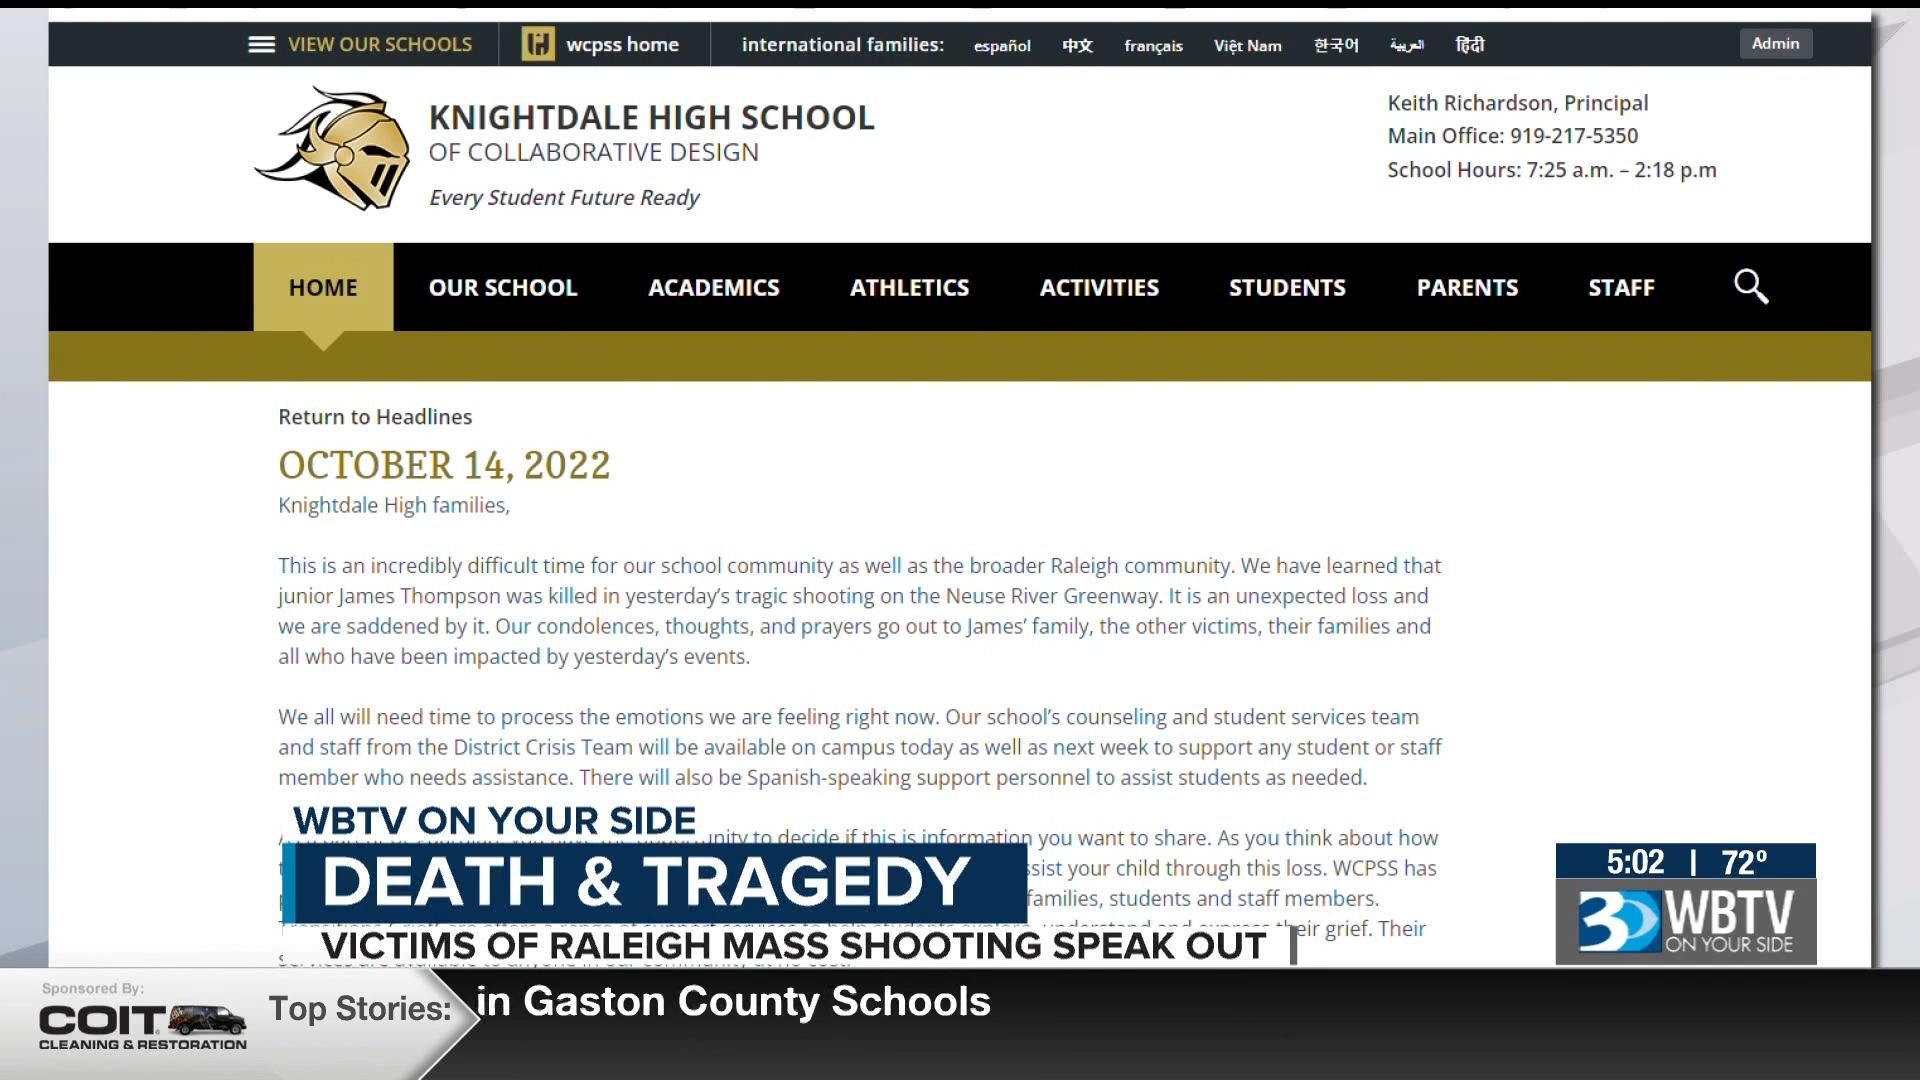 VIEW OUR SCHOOLS
wcpss home
international families: español 中文 français Việt Nam 한국어 العربية हिंदी
Admin
KNIGHTDALE HIGH SCHOOL
OF COLLABORATIVE DESIGN
Every Student Future Ready
Keith Richardson, Principal
Main Office: 919-217-5350
School Hours: 7:25 a.m. – 2:18 p.m
HOME OUR SCHOOL ACADEMICS ATHLETICS ACTIVITIES STUDENTS PARENTS STAFF
Return to Headlines
OCTOBER 14, 2022
Knightdale High families,
This is an incredibly difficult time for our school community as well as the broader Raleigh community. We have learned that
junior James Thompson was killed in yesterday's tragic shooting on the Neuse River Greenway. It is an unexpected loss and
we are saddened by it. Our condolences, thoughts, and prayers go out to James' family, the other victims, their families and
all who have been impacted by yesterday's events.
We all will need time to process the emotions we are feeling right now. Our school's counseling and student services team
and staff from the District Crisis Team will be available on campus today as well as next week to support any student or staff
member who needs assistance. There will also be Spanish-speaking support personnel to assist students as needed.
to decide if this is information you want to share. As you think about how
your child through this loss. WCPSS has
families, students and staff members.
grief. Their
WBTV ON YOUR SIDE
DEATH & TRAGEDY
VICTIMS OF RALEIGH MASS SHOOTING SPEAK OUT
5:02 | 72º
3 WBTV
ON YOUR SIDE
Sponsored By:
COIT
CLEANING & RESTORATION
Top Stories:
in Gaston County Schools